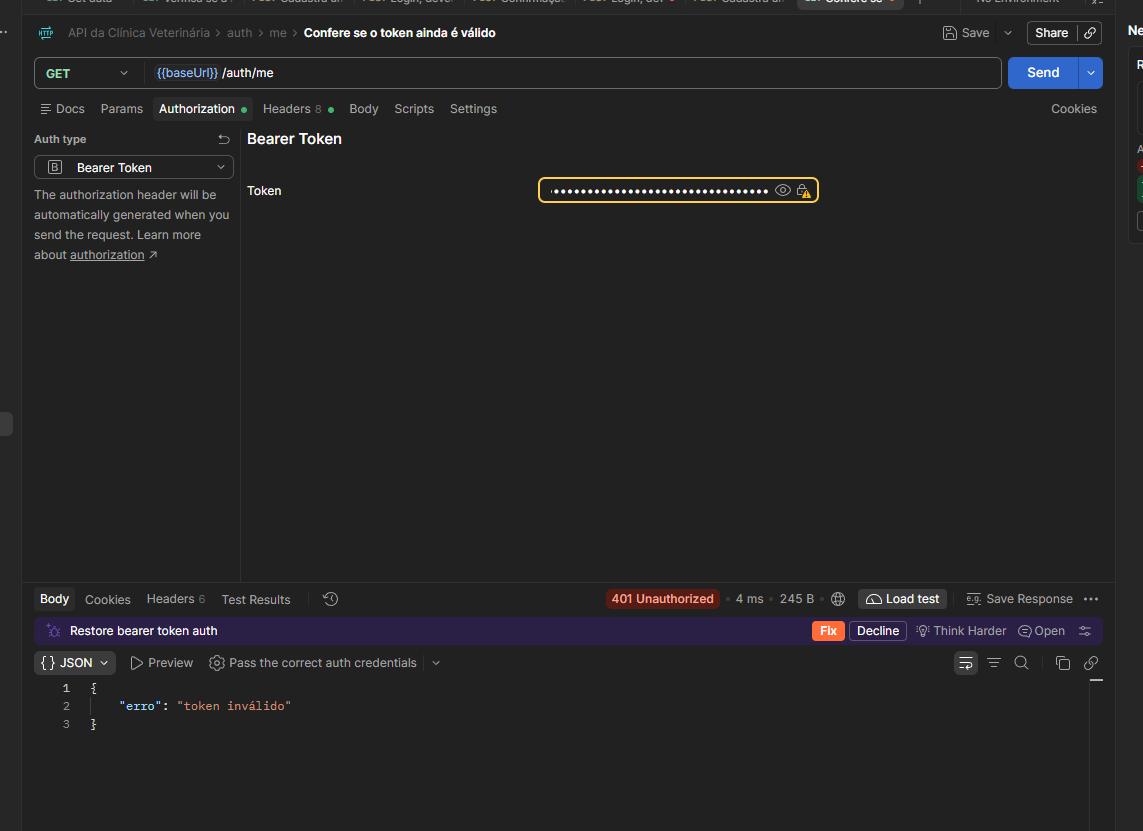 API da Clínica Veterinária > auth > me > Confere se o token ainda é válido
Save
Share
GET
{{baseUrl}} /auth/me
Send
Docs
Params
Authorization
Headers 8
Body
Scripts
Settings
Cookies
Auth type
Bearer Token
B
Bearer Token
Token
The authorization header will be
automatically generated when you
send the request. Learn more
about authorization ↗
Body
Cookies
Headers 6
Test Results
401 Unauthorized
4 ms
245 B
Load test
e.g. Save Response
Restore bearer token auth
Fix
Decline
Think Harder
Open
{ } JSON
Preview
Pass the correct auth credentials
1 {
2 "erro": "token inválido"
3 }